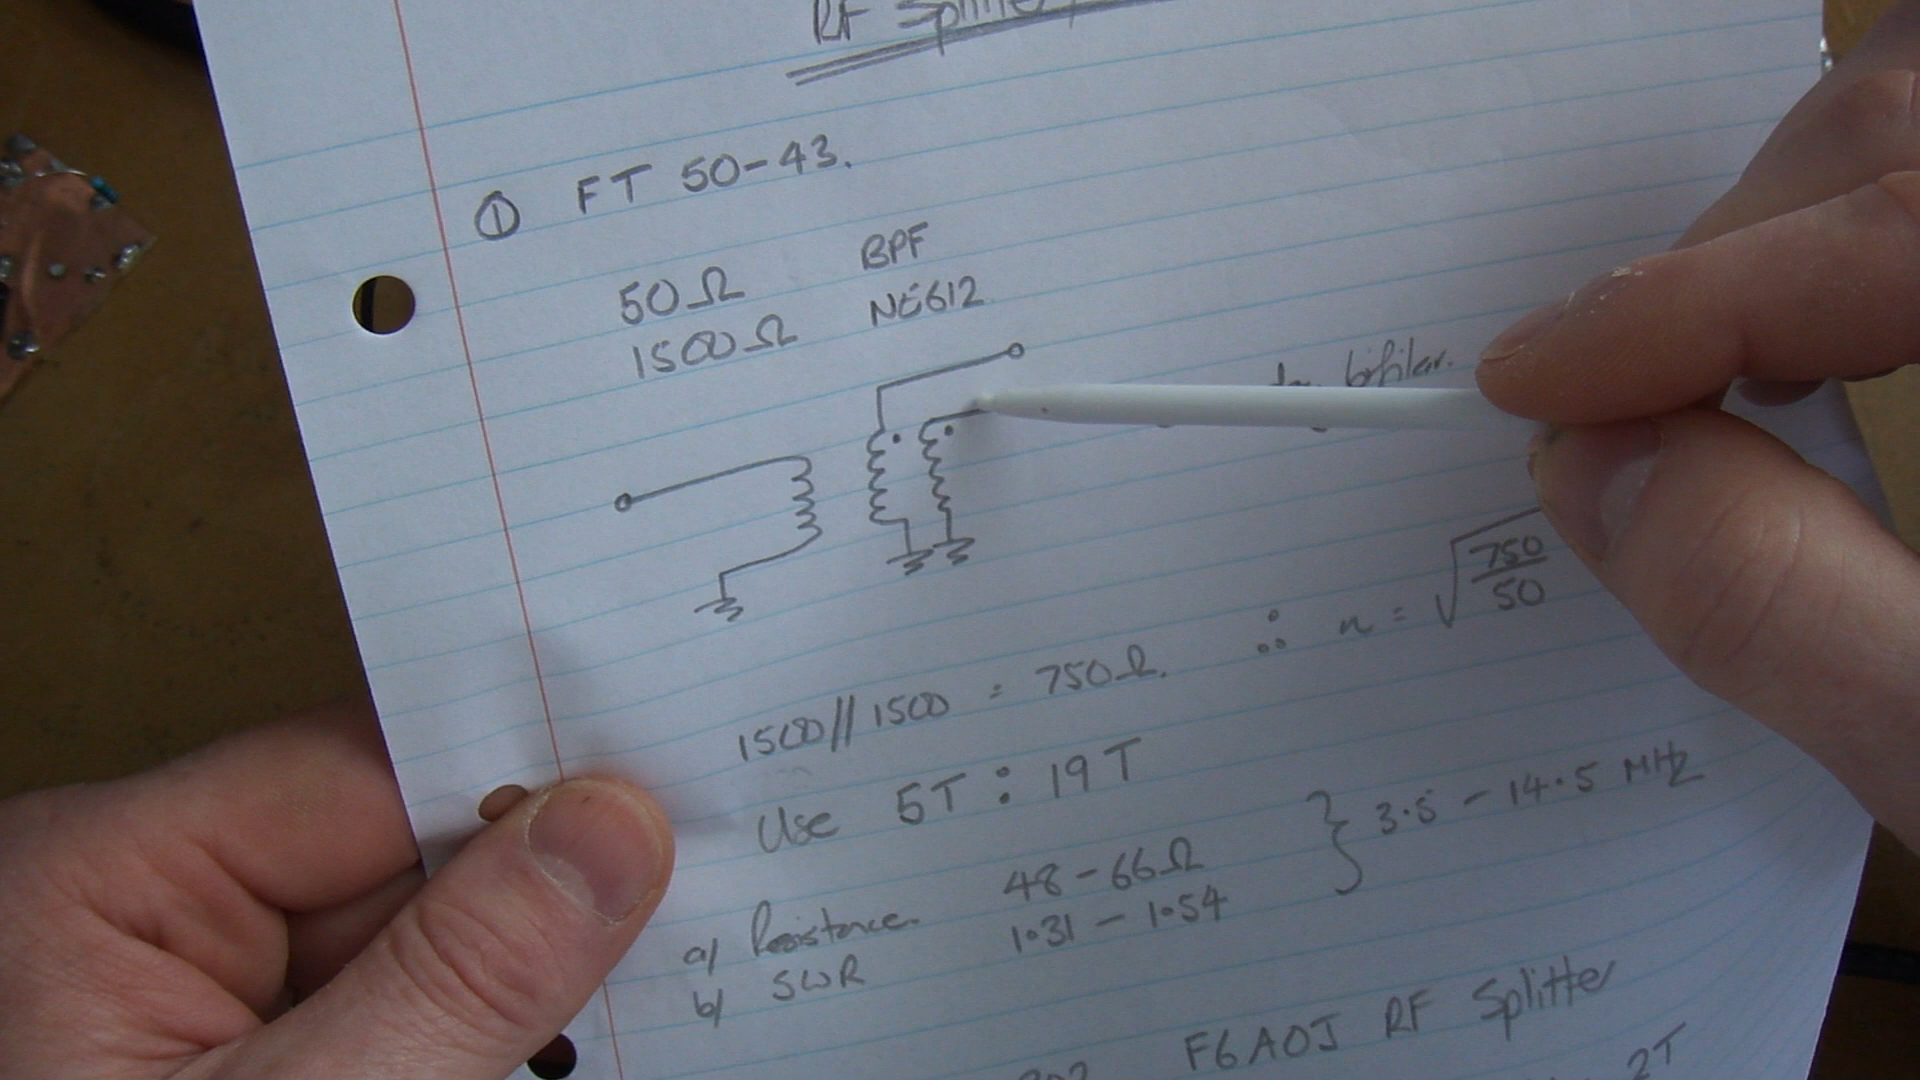 RF Splitter
① FT 50-43.
50Ω BPF
1500Ω NE612
bifilar.
1500//1500 = 750Ω. ∴ n = √750/50
Use 5T : 19T
a) Resistance. 48-66Ω } 3.5 - 14.5 MHz
b) SWR 1.31 - 1.54
F6AOJ RF Splitter
2T